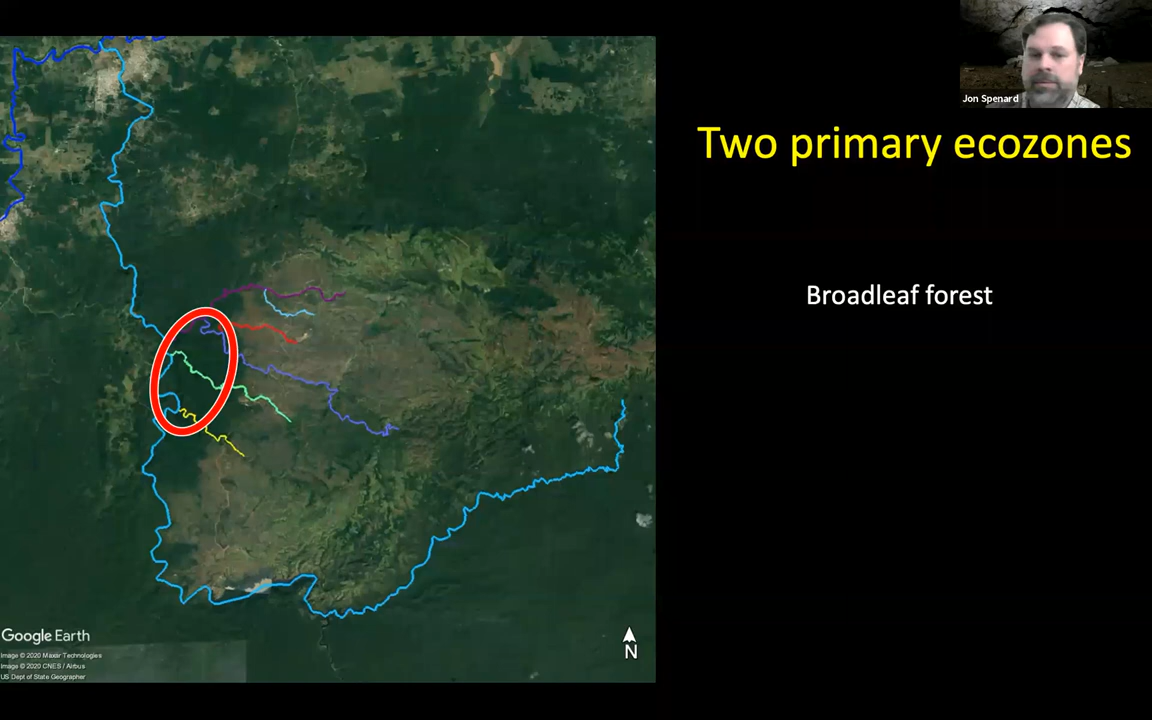 Jon Spenard
Two primary ecozones
Broadleaf forest
Google Earth
Image © 2020 Maxar Technologies
Image © 2020 CNES / Airbus
US Dept of State Geographer
N